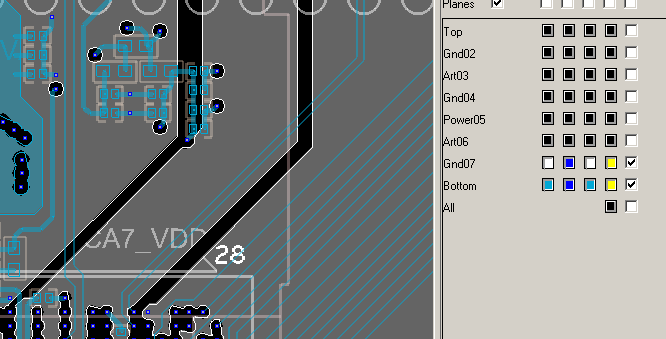 Planes
Top
Gnd02
Art03
Gnd04
Power05
Art06
Gnd07
Bottom
All
CA7_VDD
28